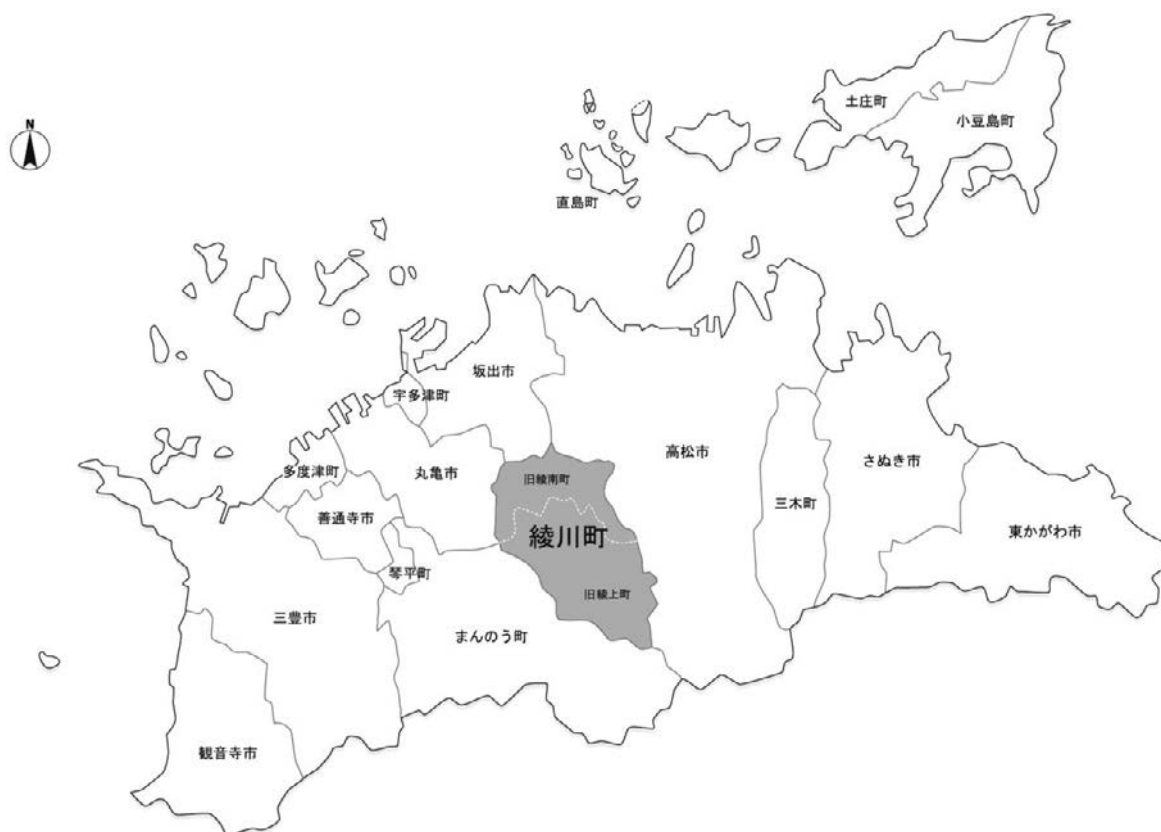 N
土庄町
小豆島町
直島町
坂出市
宇多津町
高松市
丸亀市
さぬき市
多度津町
旧綾南町
三木町
善通寺市
綾川町
東かがわ市
琴平町
旧綾上町
三豊市
まんのう町
観音寺市